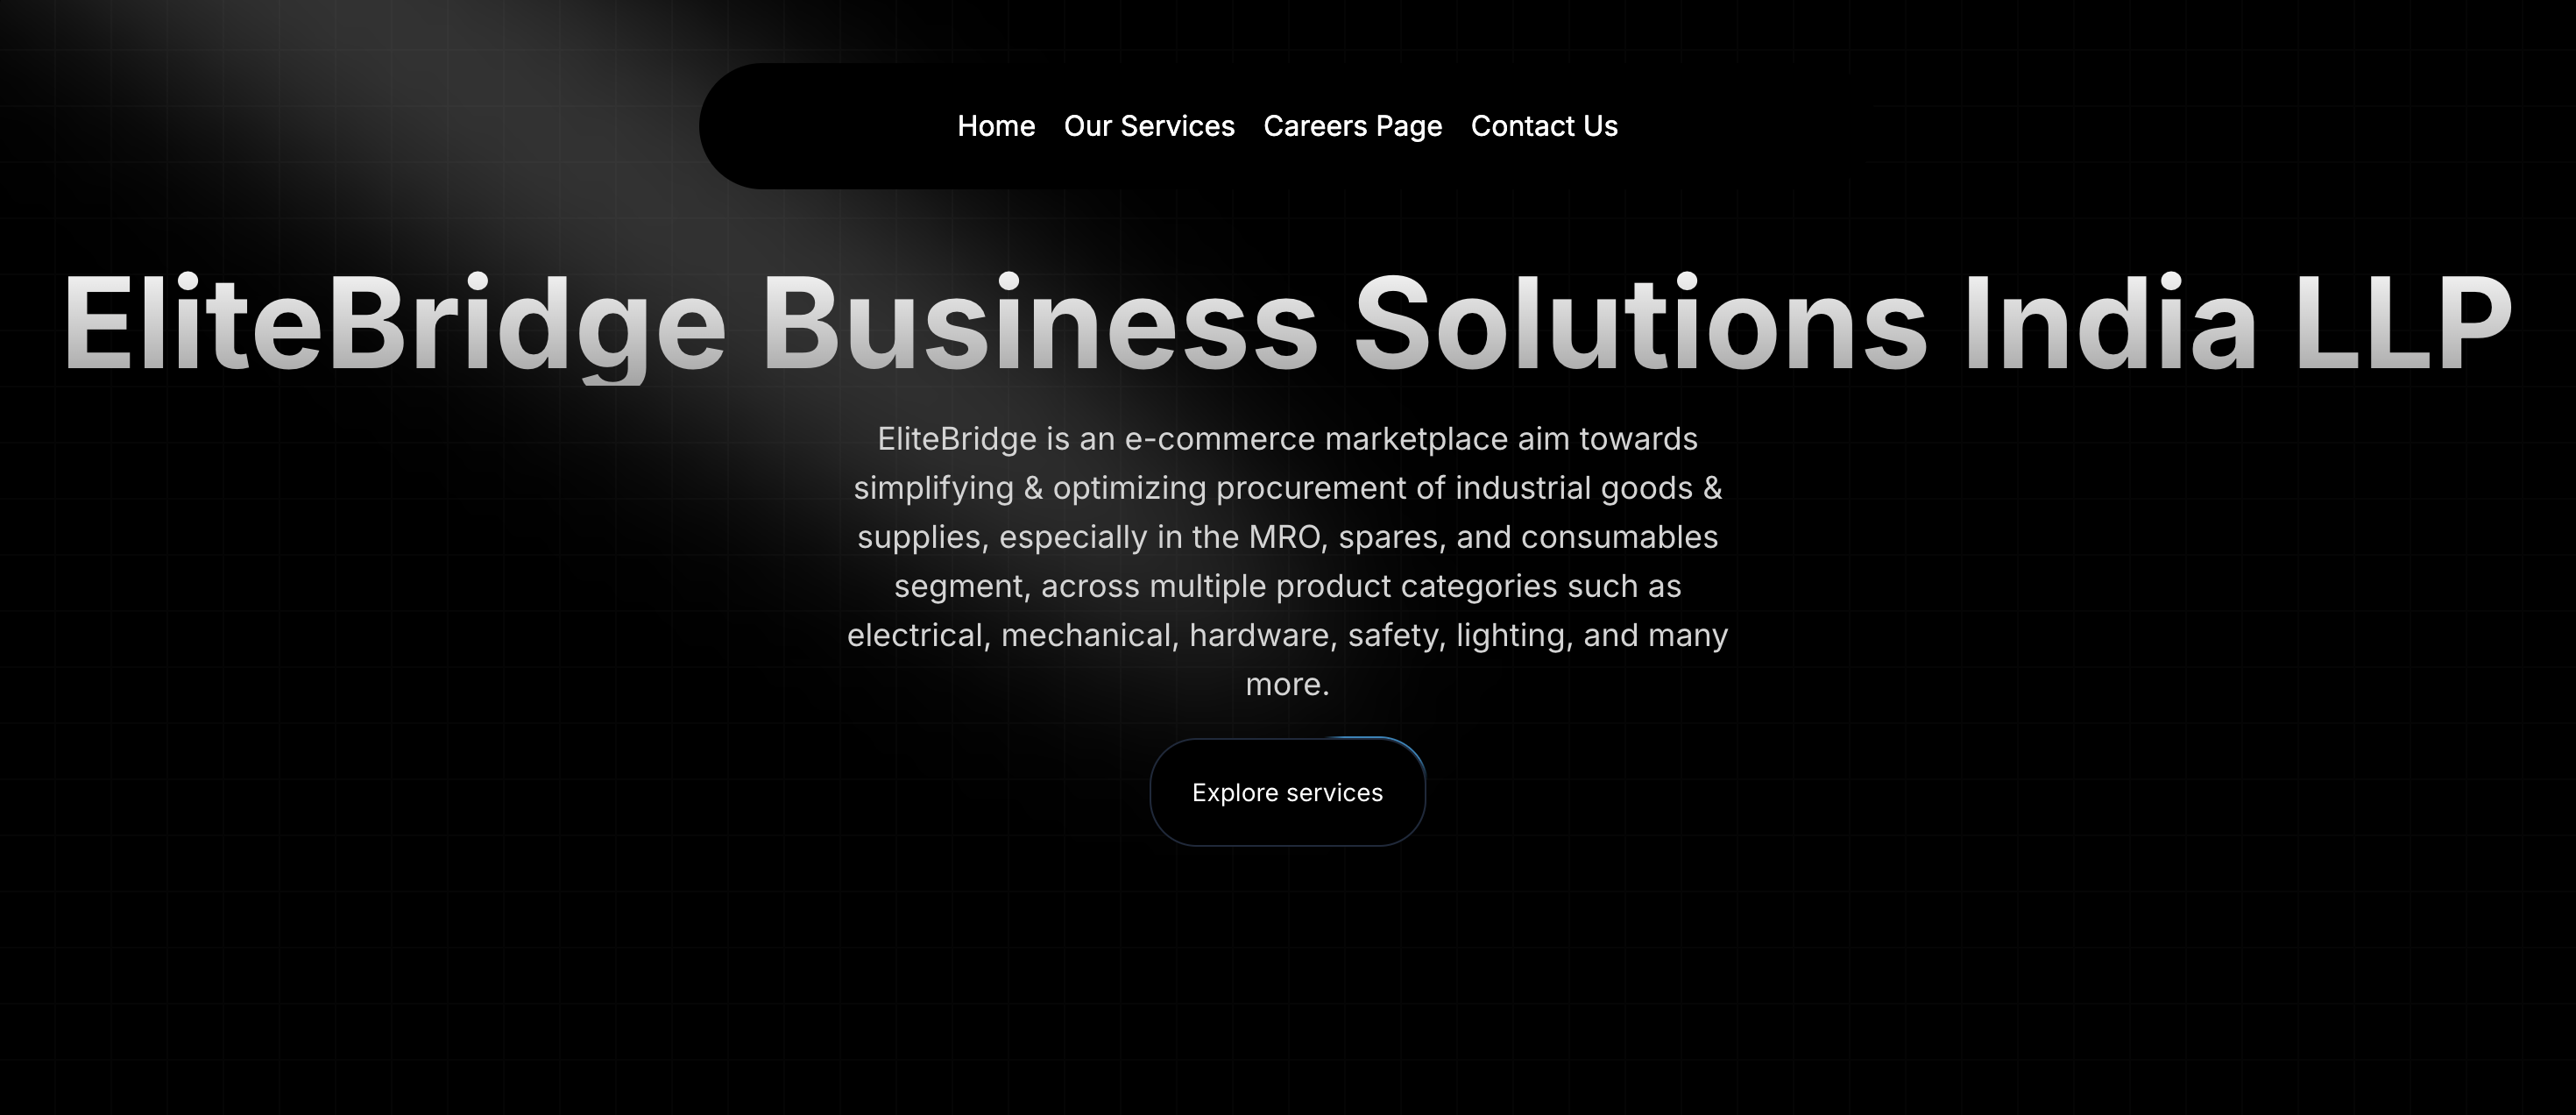 Home Our Services Careers Page Contact Us
EliteBridge Business Solutions India LLP
EliteBridge is an e-commerce marketplace aim towards
simplifying & optimizing procurement of industrial goods &
supplies, especially in the MRO, spares, and consumables
segment, across multiple product categories such as
electrical, mechanical, hardware, safety, lighting, and many
more.
Explore services